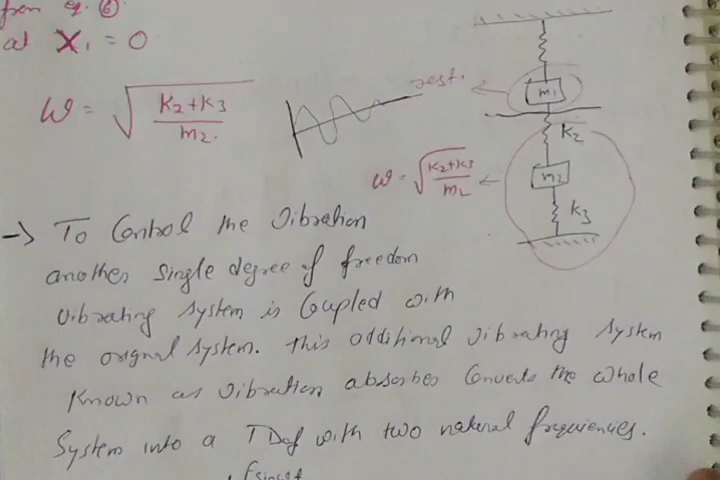 from eq. ⑥
at X₁ = 0
ω = √(K₂+K₃ / m₂.)
rest.
m₁
K₂
ω = √(K₂+K₃ / m₂)
m₂
K₃
→ To Control the Vibration
another single degree of freedom
Vibrating System is Coupled with
the orignal System. This additional vibrating System
Known as vibration absorber Converts the whole
System into a TDof with two natural frequiencies.
Fsinωt